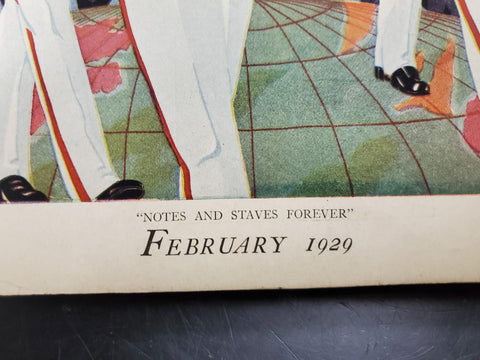 "NOTES AND STAVES FOREVER"
FEBRUARY 1929